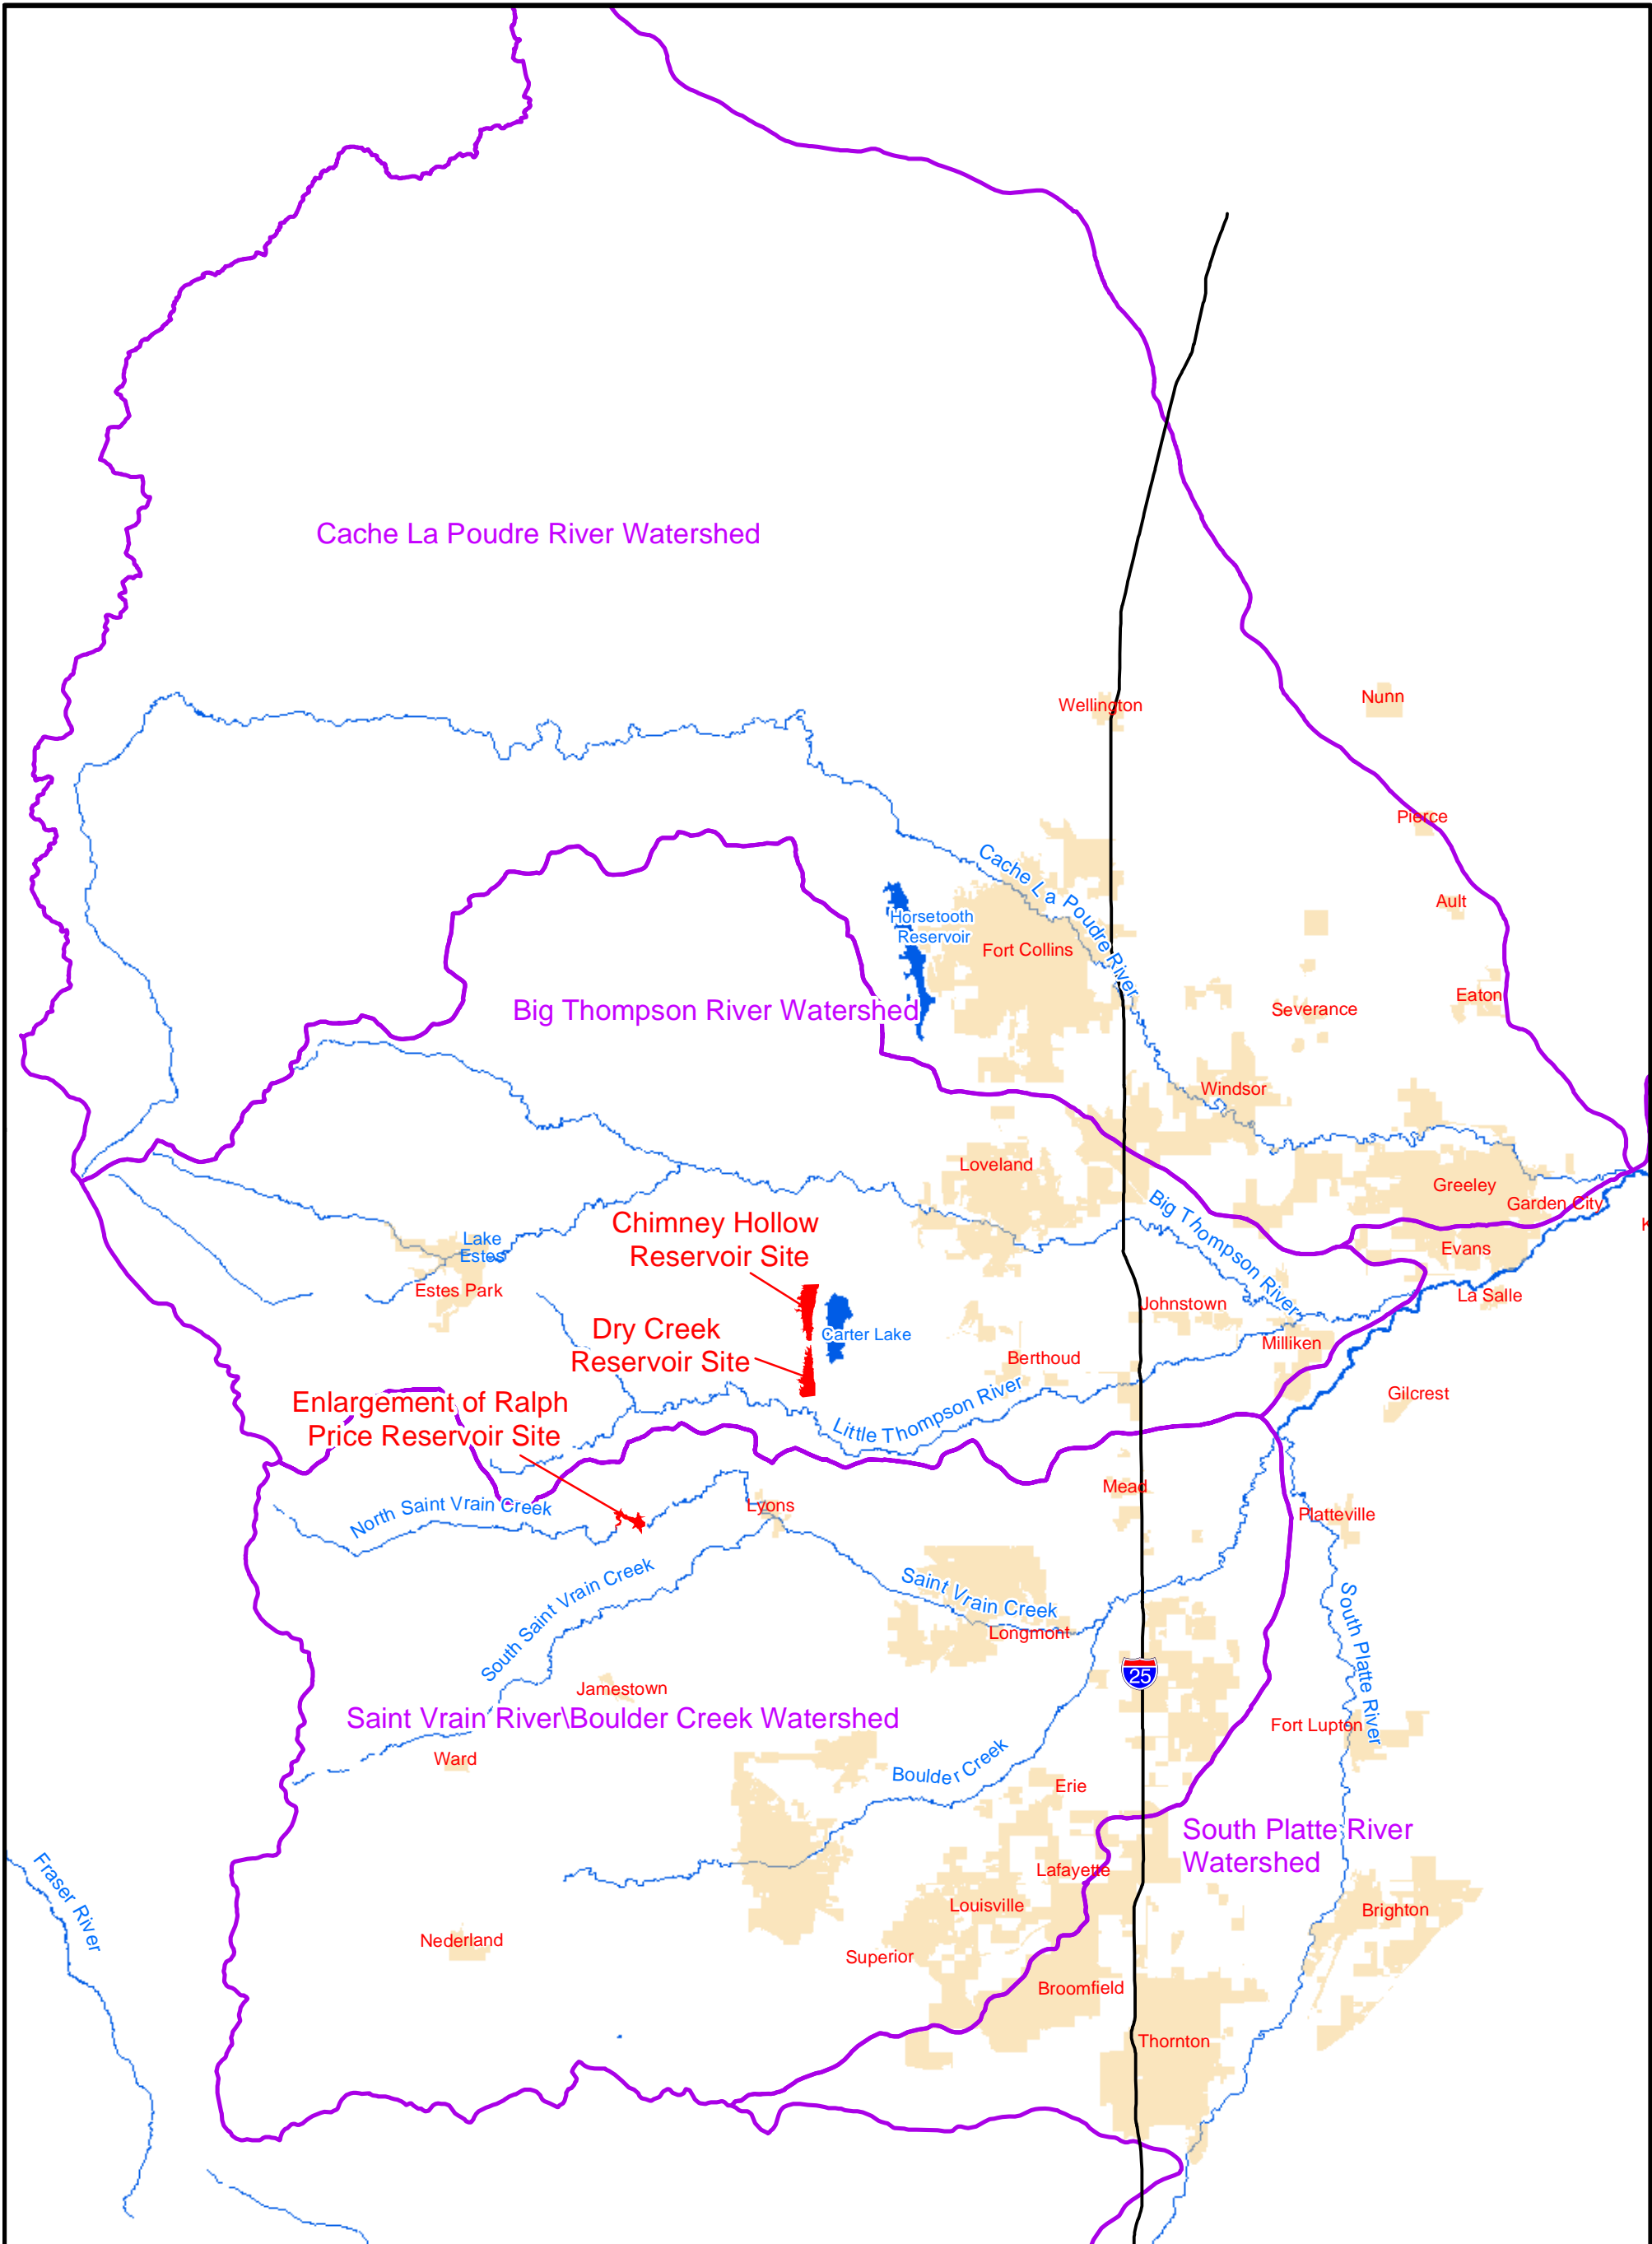 Cache La Poudre River Watershed
Wellington
Nunn
Pierce
Cache La Poudre River
Ault
Horsetooth
Reservoir
Fort Collins
Eaton
Big Thompson River Watershed
Severance
Windsor
Loveland
Greeley
Garden City
Big Thompson River
Chimney Hollow
Reservoir Site
Lake
Estes
Evans
K
Estes Park
La Salle
Johnstown
Dry Creek
Reservoir Site
Carter Lake
Milliken
Berthoud
Little Thompson River
Gilcrest
Enlargement of Ralph
Price Reservoir Site
Mead
North Saint Vrain Creek
Lyons
Platteville
South Saint Vrain Creek
Saint Vrain Creek
Longmont
South Platte River
25
Jamestown
Saint Vrain River\Boulder Creek Watershed
Fort Lupton
Ward
Boulder Creek
Erie
South Platte River
Watershed
Fraser River
Lafayette
Louisville
Brighton
Nederland
Superior
Broomfield
Thornton